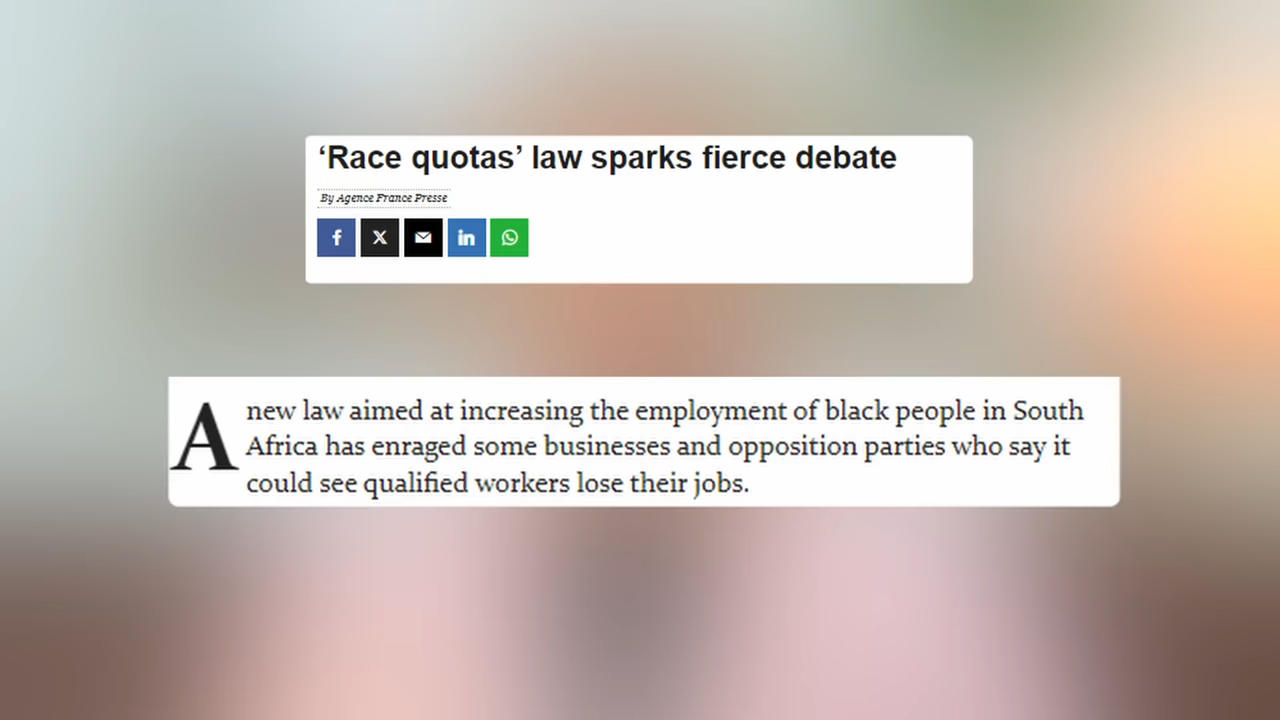 ‘Race quotas’ law sparks fierce debate
By Agence France Presse
A new law aimed at increasing the employment of black people in South
Africa has enraged some businesses and opposition parties who say it
could see qualified workers lose their jobs.